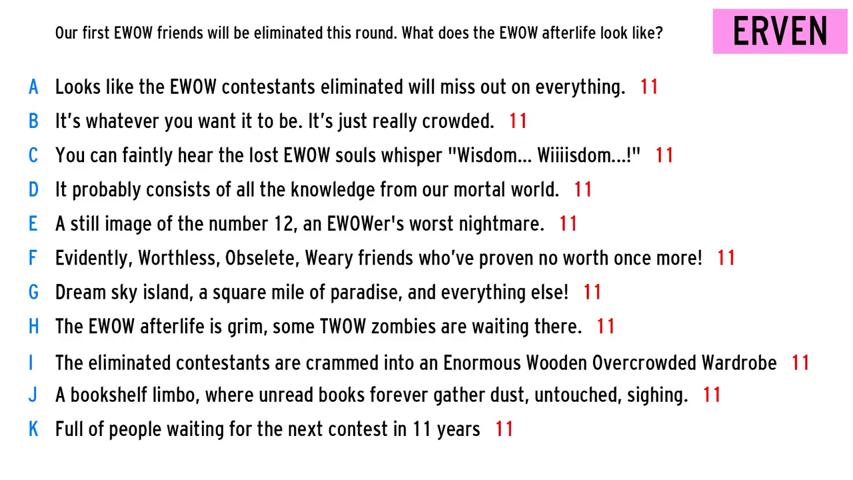 Our first EWOW friends will be eliminated this round. What does the EWOW afterlife look like?
ERVEN
A Looks like the EWOW contestants eliminated will miss out on everything. 11
B It's whatever you want it to be. It's just really crowded. 11
C You can faintly hear the lost EWOW souls whisper "Wisdom... Wiiiisdom...!" 11
D It probably consists of all the knowledge from our mortal world. 11
E A still image of the number 12, an EWOWer's worst nightmare. 11
F Evidently, Worthless, Obselete, Weary friends who've proven no worth once more! 11
G Dream sky island, a square mile of paradise, and everything else! 11
H The EWOW afterlife is grim, some TWOW zombies are waiting there. 11
I The eliminated contestants are crammed into an Enormous Wooden Overcrowded Wardrobe 11
J A bookshelf limbo, where unread books forever gather dust, untouched, sighing. 11
K Full of people waiting for the next contest in 11 years 11